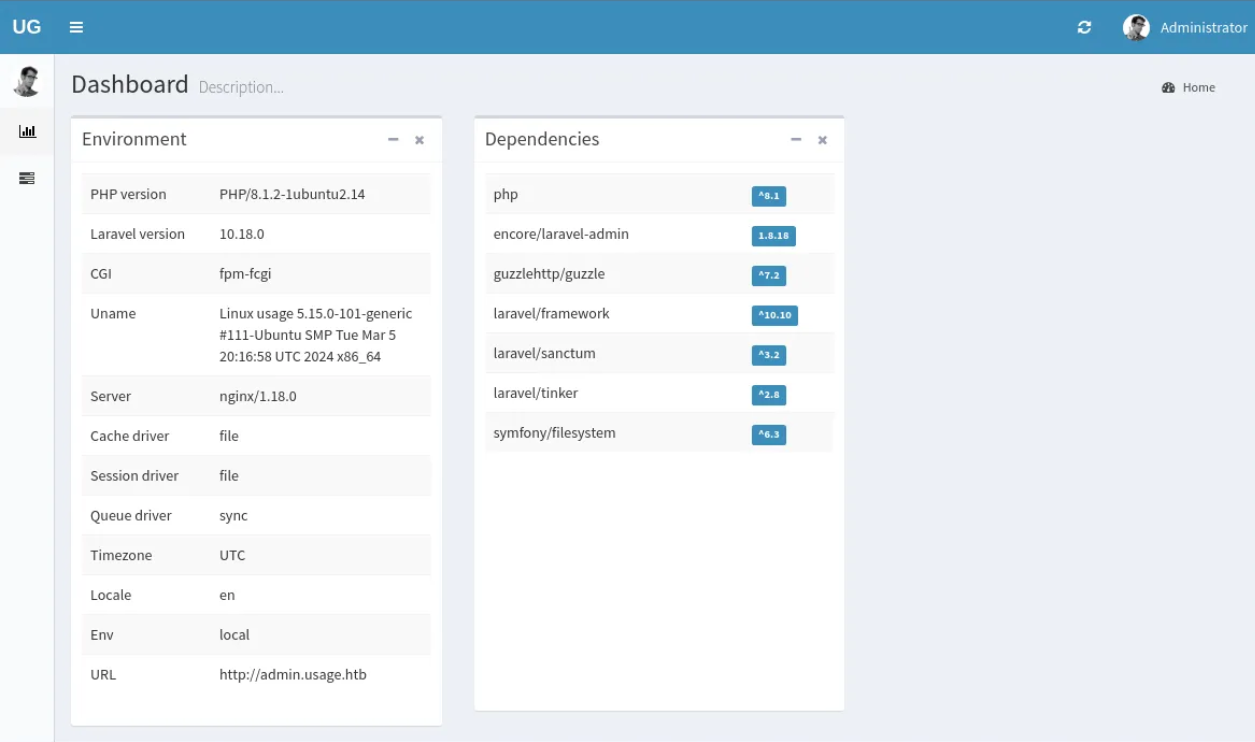 UG
Administrator
Dashboard Description...
Home
Environment
PHP version PHP/8.1.2-1ubuntu2.14
Laravel version 10.18.0
CGI fpm-fcgi
Uname Linux usage 5.15.0-101-generic
#111-Ubuntu SMP Tue Mar 5
20:16:58 UTC 2024 x86_64
Server nginx/1.18.0
Cache driver file
Session driver file
Queue driver sync
Timezone UTC
Locale en
Env local
URL http://admin.usage.htb
Dependencies
php ^8.1
encore/laravel-admin 1.8.18
guzzlehttp/guzzle ^7.2
laravel/framework ^10.10
laravel/sanctum ^3.2
laravel/tinker ^2.8
symfony/filesystem ^6.3